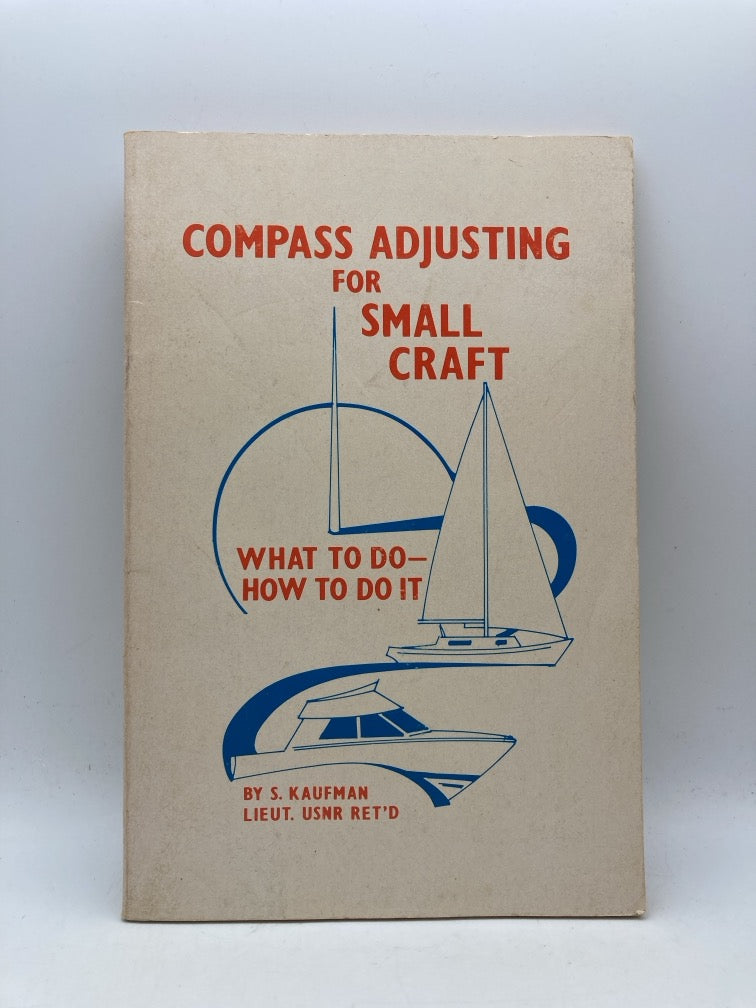 COMPASS ADJUSTING
FOR
SMALL
CRAFT
WHAT TO DO—
HOW TO DO IT
BY S. KAUFMAN
LIEUT. USNR RET'D